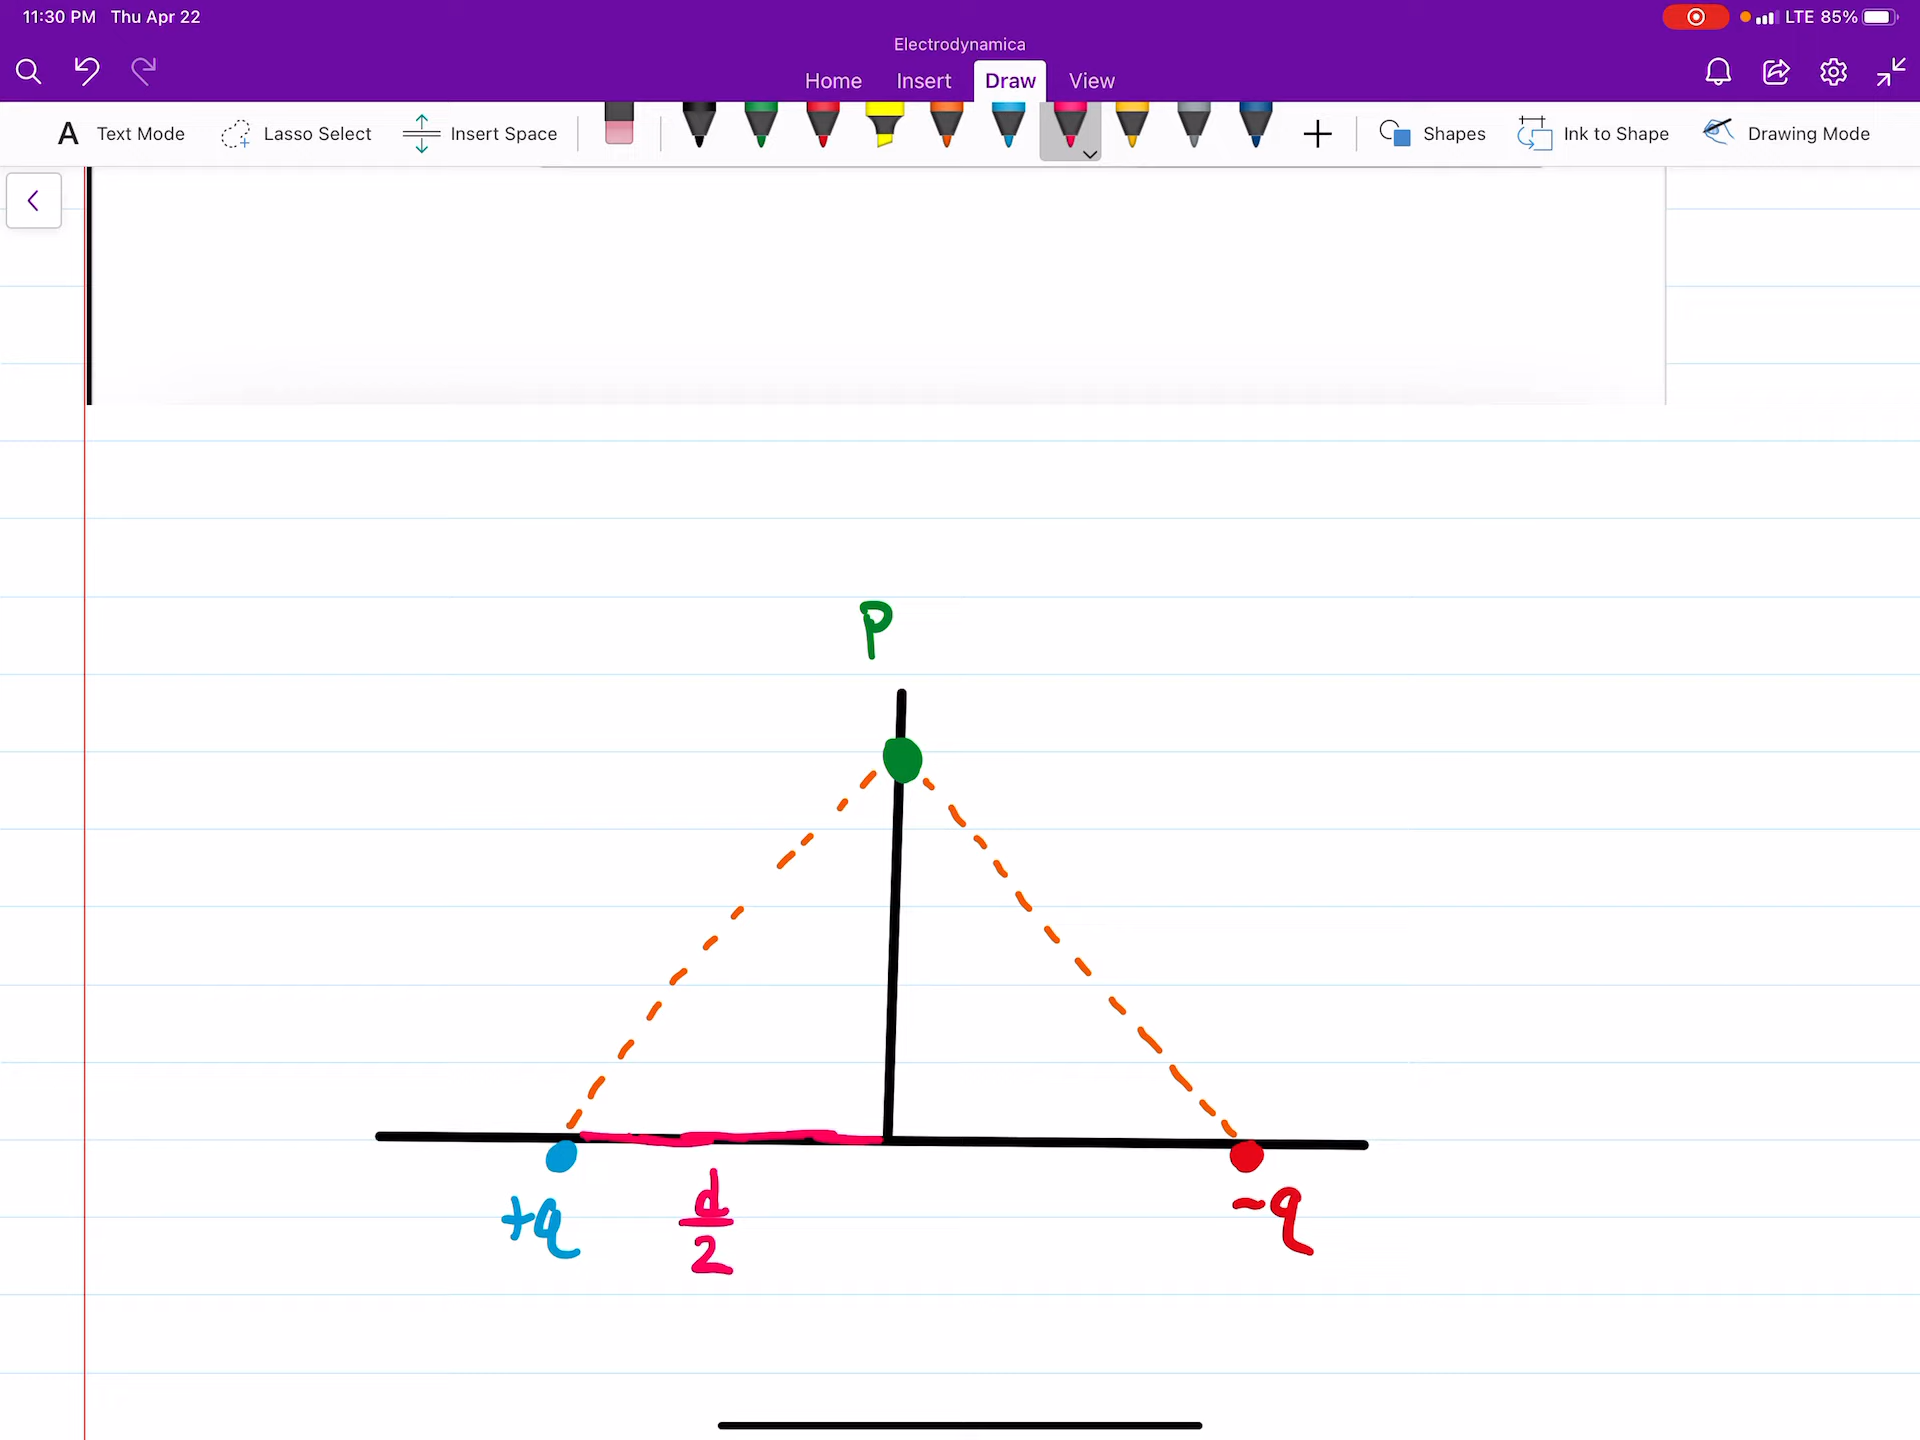 11:30 PM Thu Apr 22
LTE 85%
Electrodynamica
Home Insert Draw View
A Text Mode Lasso Select Insert Space Shapes Ink to Shape Drawing Mode
P
+q
d
2
-q